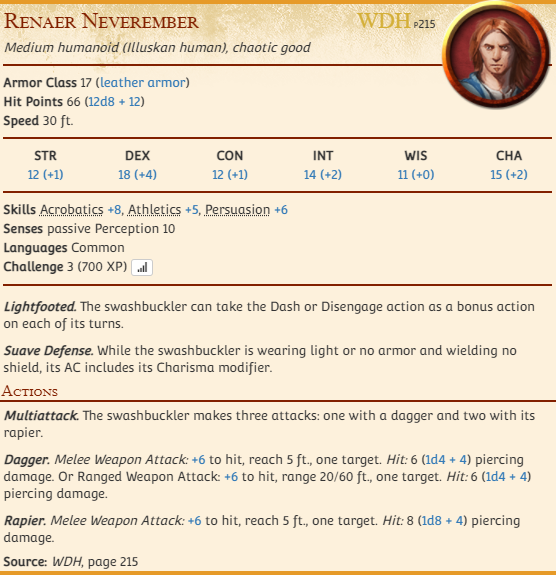 Renaer Neverember WDH p215
Medium humanoid (Illuskan human), chaotic good
Armor Class 17 (leather armor)
Hit Points 66 (12d8 + 12)
Speed 30 ft.
STR DEX CON INT WIS CHA
12 (+1) 18 (+4) 12 (+1) 14 (+2) 11 (+0) 15 (+2)
Skills Acrobatics +8, Athletics +5, Persuasion +6
Senses passive Perception 10
Languages Common
Challenge 3 (700 XP)
Lightfooted. The swashbuckler can take the Dash or Disengage action as a bonus action
on each of its turns.
Suave Defense. While the swashbuckler is wearing light or no armor and wielding no
shield, its AC includes its Charisma modifier.
Actions
Multiattack. The swashbuckler makes three attacks: one with a dagger and two with its
rapier.
Dagger. Melee Weapon Attack: +6 to hit, reach 5 ft., one target. Hit: 6 (1d4 + 4) piercing
damage. Or Ranged Weapon Attack: +6 to hit, range 20/60 ft., one target. Hit: 6 (1d4 + 4)
piercing damage.
Rapier. Melee Weapon Attack: +6 to hit, reach 5 ft., one target. Hit: 8 (1d8 + 4) piercing
damage.
Source: WDH, page 215